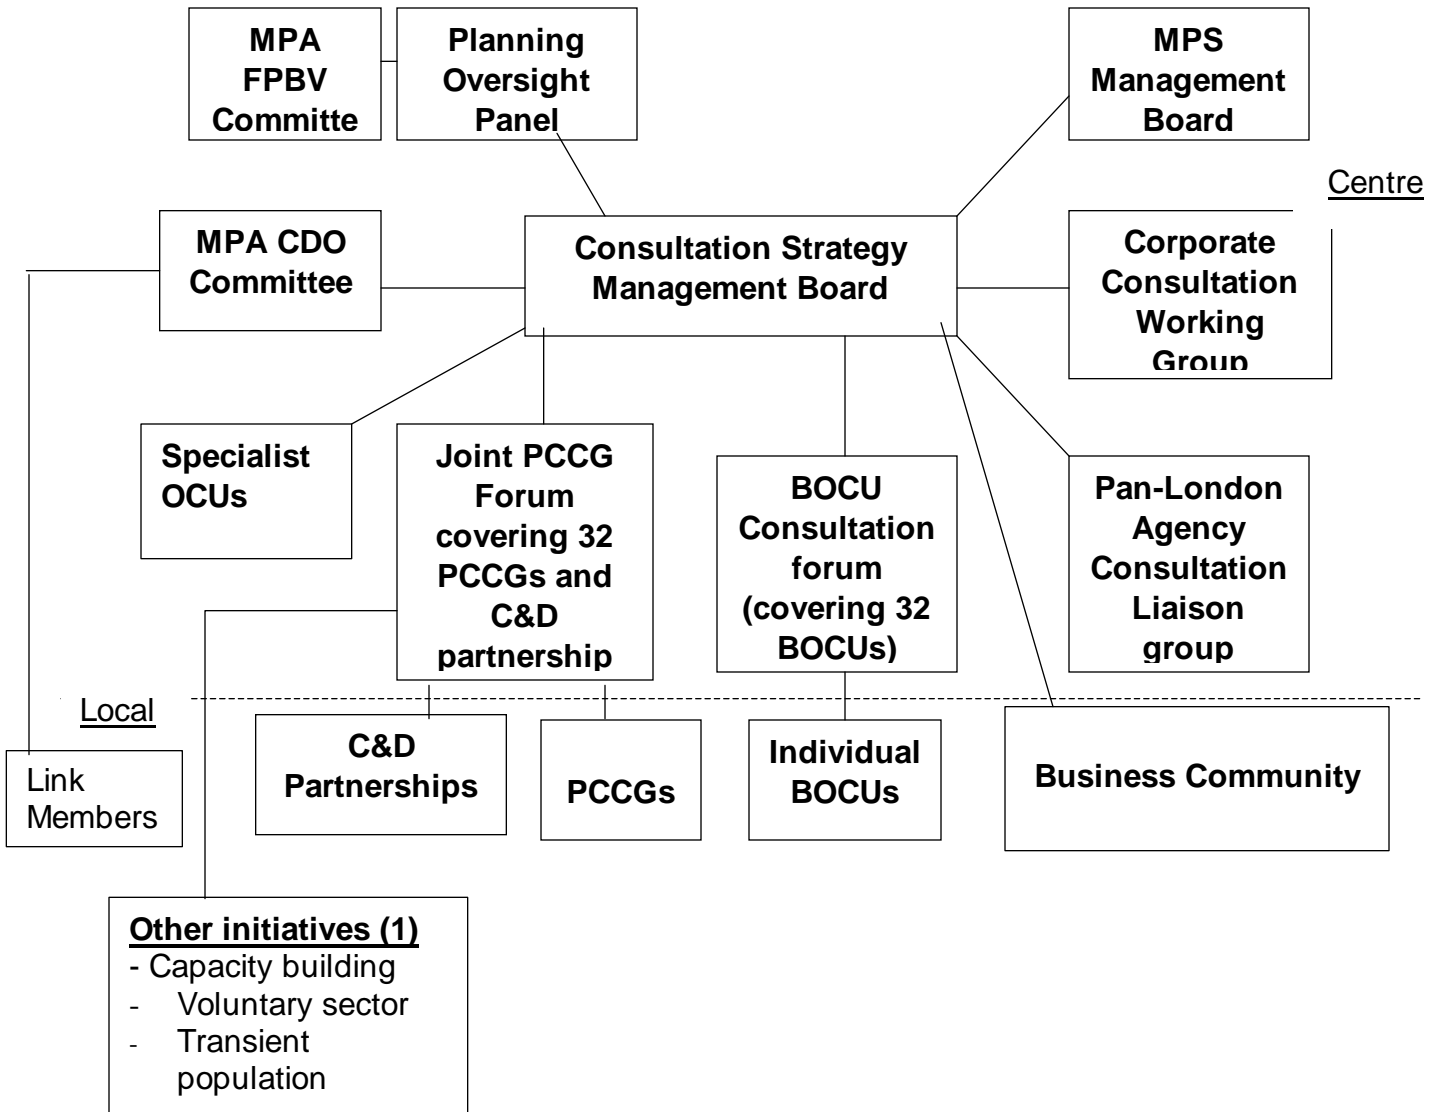 MPA
FPBV
Committe
Planning
Oversight
Panel
MPS
Management
Board
Centre
MPA CDO
Committee
Consultation Strategy
Management Board
Corporate
Consultation
Working
Group
Specialist
OCUs
Joint PCCG
Forum
covering 32
PCCGs and
C&D
partnership
BOCU
Consultation
forum
(covering 32
BOCUs)
Pan-London
Agency
Consultation
Liaison
group
Local
Link
Members
C&D
Partnerships
PCCGs
Individual
BOCUs
Business Community
Other initiatives (1)
- Capacity building
- Voluntary sector
- Transient
population